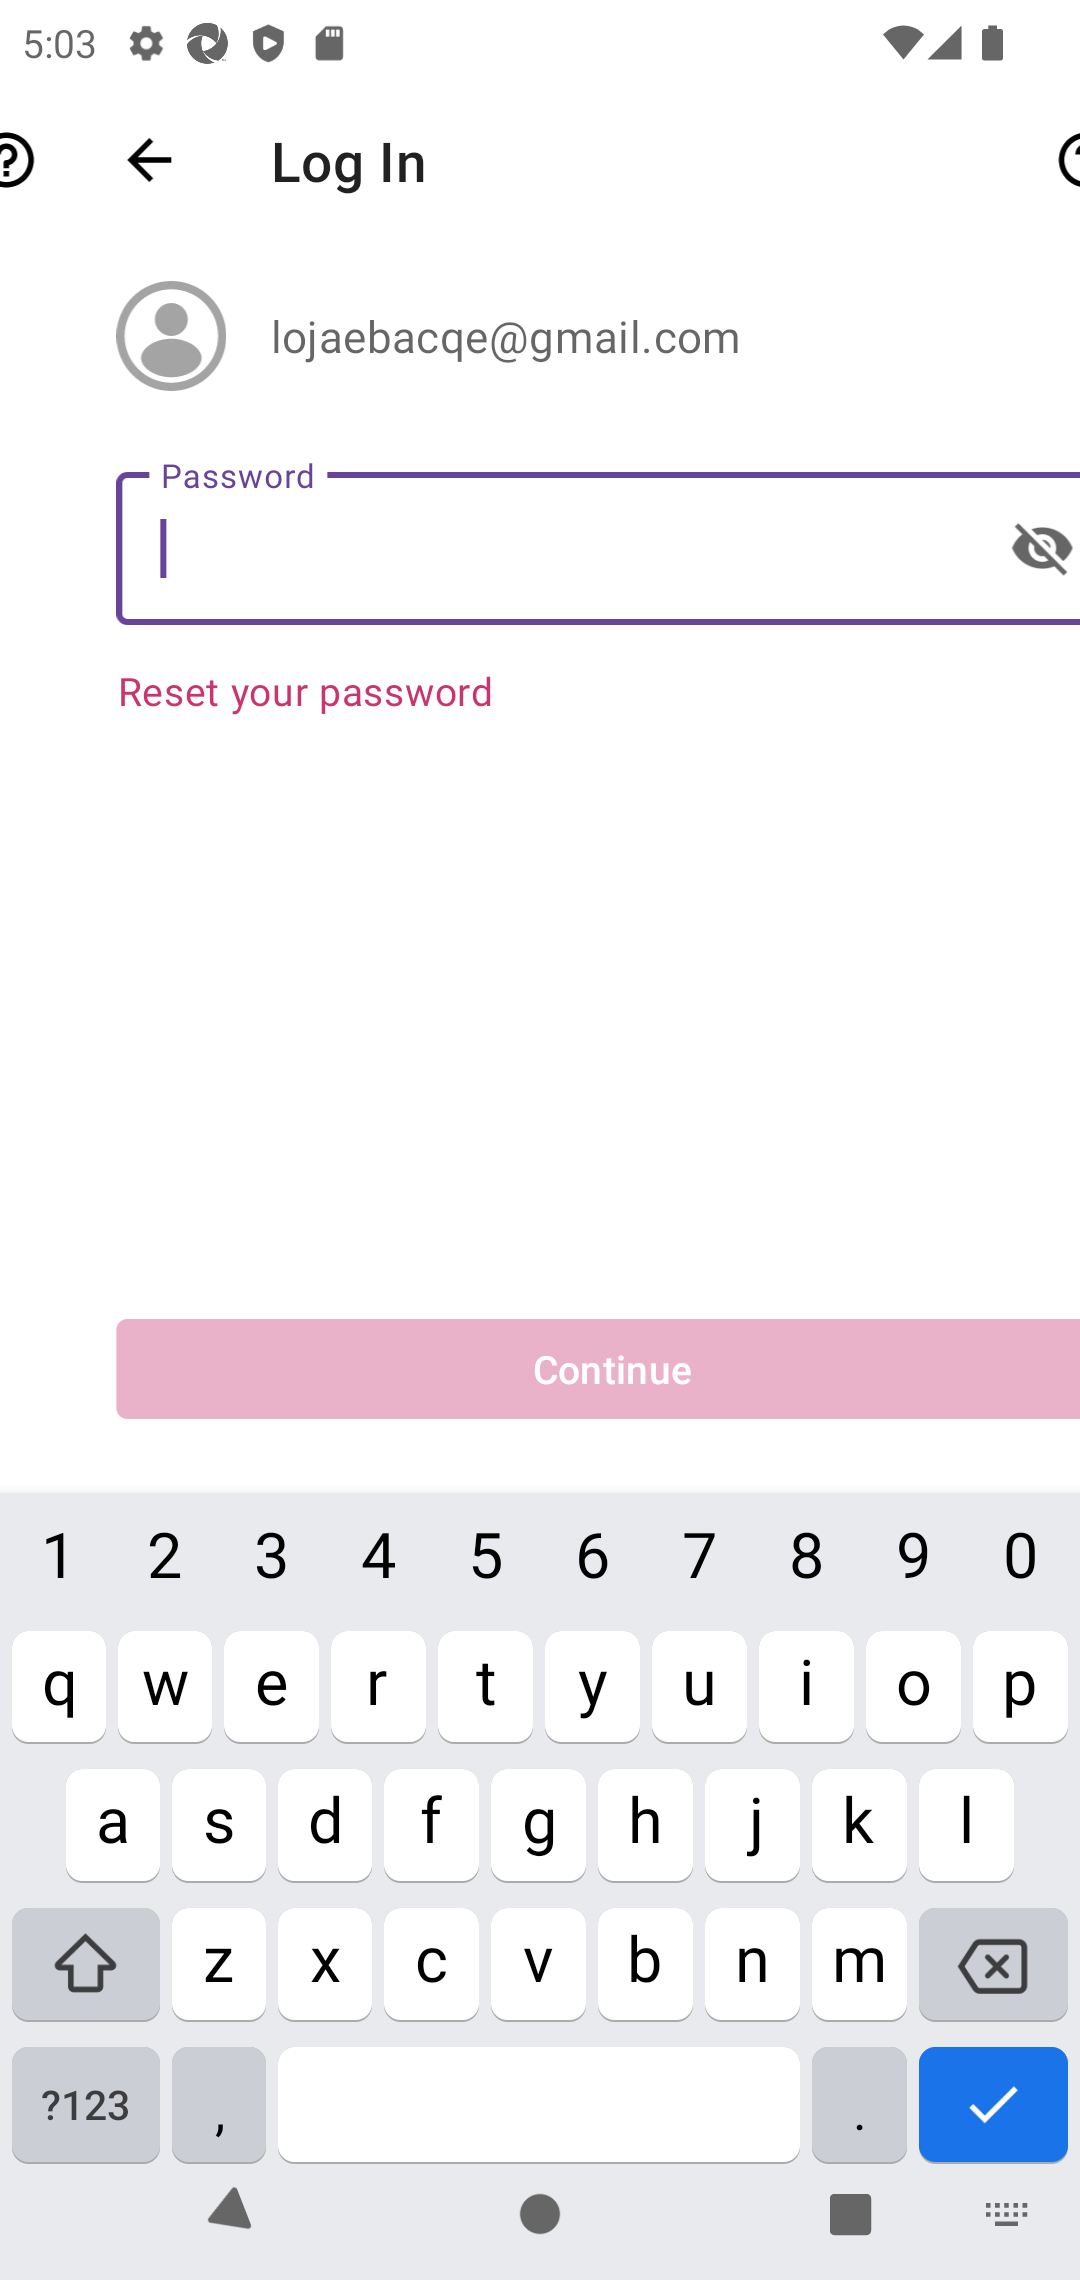 5:03
Log In
lojaebacqe@gmail.com
Password
Reset your password
Continue
1 2 3 4 5 6 7 8 9 0
q w e r t y u i o p
a s d f g h j k l
z x c v b n m
?123 , .